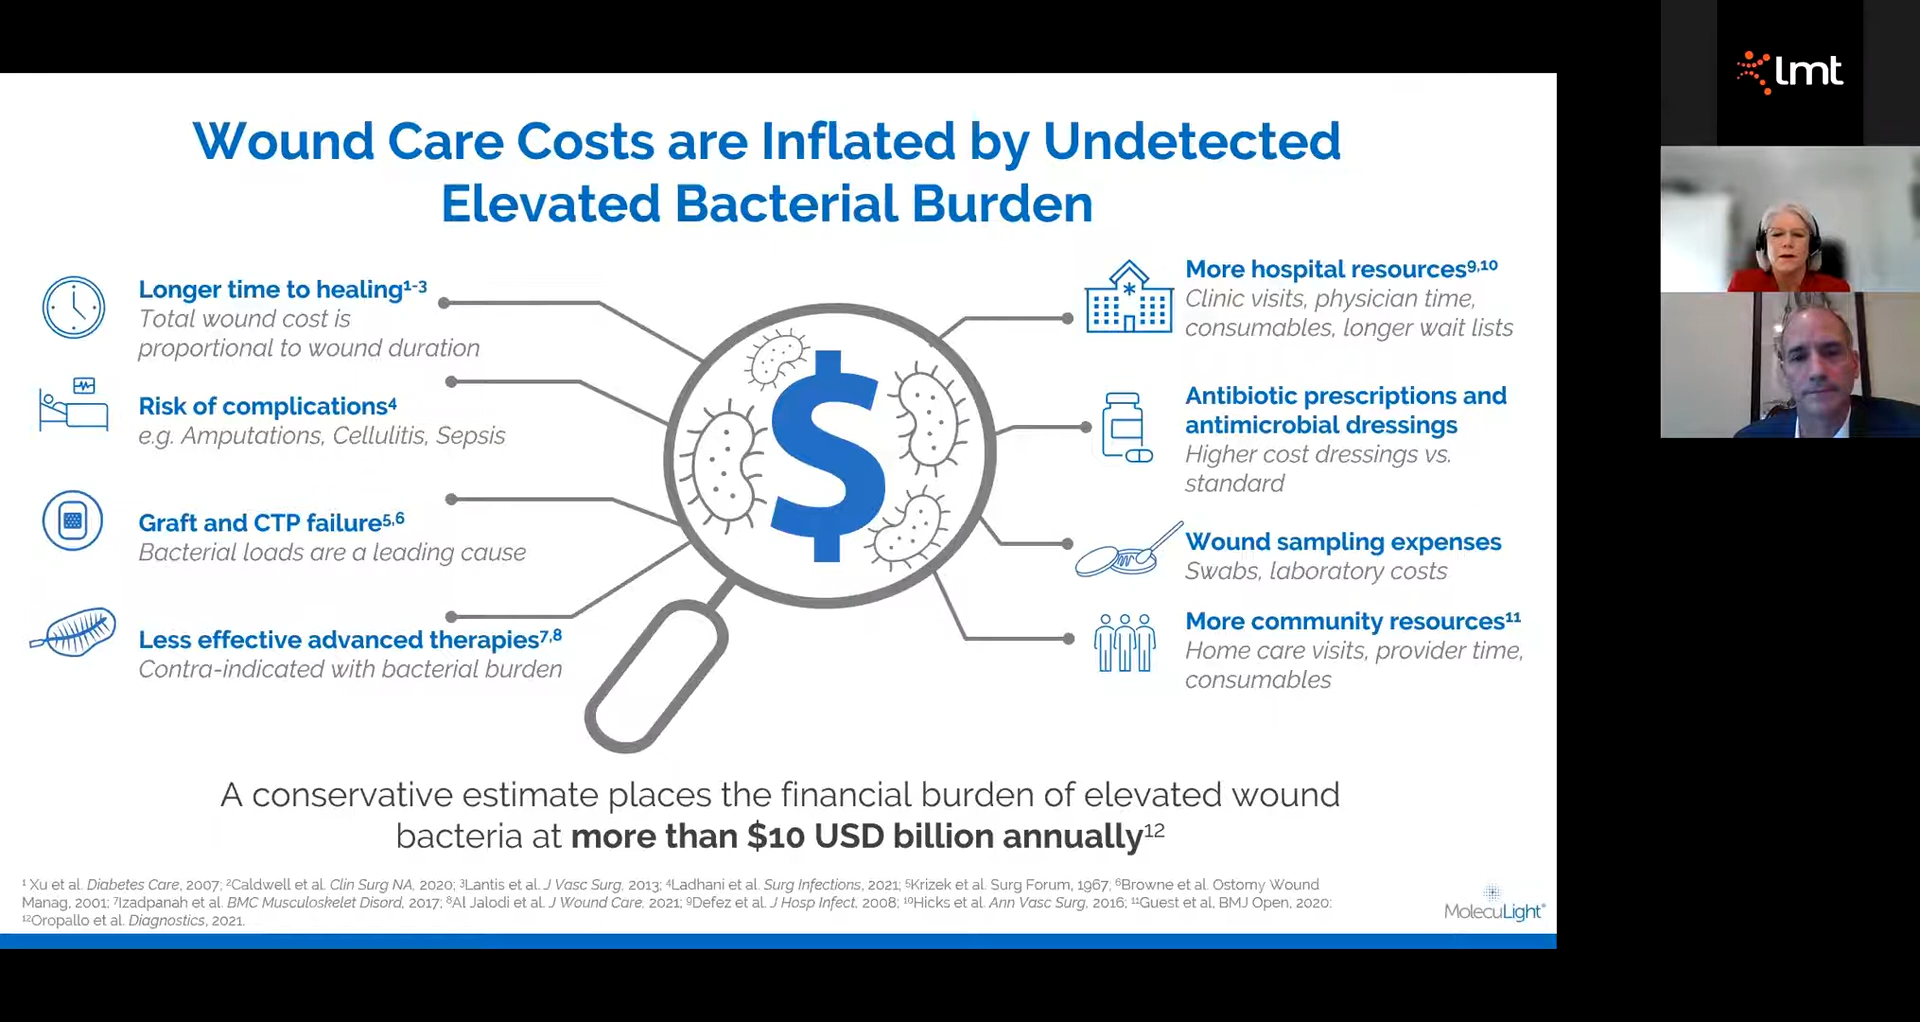 lmt
Wound Care Costs are Inflated by Undetected
Elevated Bacterial Burden
Longer time to healing¹⁻³
Total wound cost is
proportional to wound duration
Risk of complications⁴
e.g. Amputations, Cellulitis, Sepsis
Graft and CTP failure⁵,⁶
Bacterial loads are a leading cause
Less effective advanced therapies⁷,⁸
Contra-indicated with bacterial burden
$
More hospital resources⁹,¹⁰
Clinic visits, physician time,
consumables, longer wait lists
Antibiotic prescriptions and
antimicrobial dressings
Higher cost dressings vs.
standard
Wound sampling expenses
Swabs, laboratory costs
More community resources¹¹
Home care visits, provider time,
consumables
A conservative estimate places the financial burden of elevated wound
bacteria at more than $10 USD billion annually¹²
¹ Xu et al. Diabetes Care, 2007; ²Caldwell et al. Clin Surg NA, 2020; ³Lantis et al. J Vasc Surg, 2013; ⁴Ladhani et al. Surg Infections, 2021; ⁵Krizek et al. Surg Forum, 1967; ⁶Browne et al. Ostomy Wound
Manag, 2001; ⁷Izadpanah et al. BMC Musculoskelet Disord, 2017; ⁸Al Jalodi et al. J Wound Care, 2021; ⁹Defez et al. J Hosp Infect, 2008; ¹⁰Hicks et al. Ann Vasc Surg, 2016; ¹¹Guest et al, BMJ Open, 2020:
¹²Oropallo et al. Diagnostics, 2021.
MolecuLight®